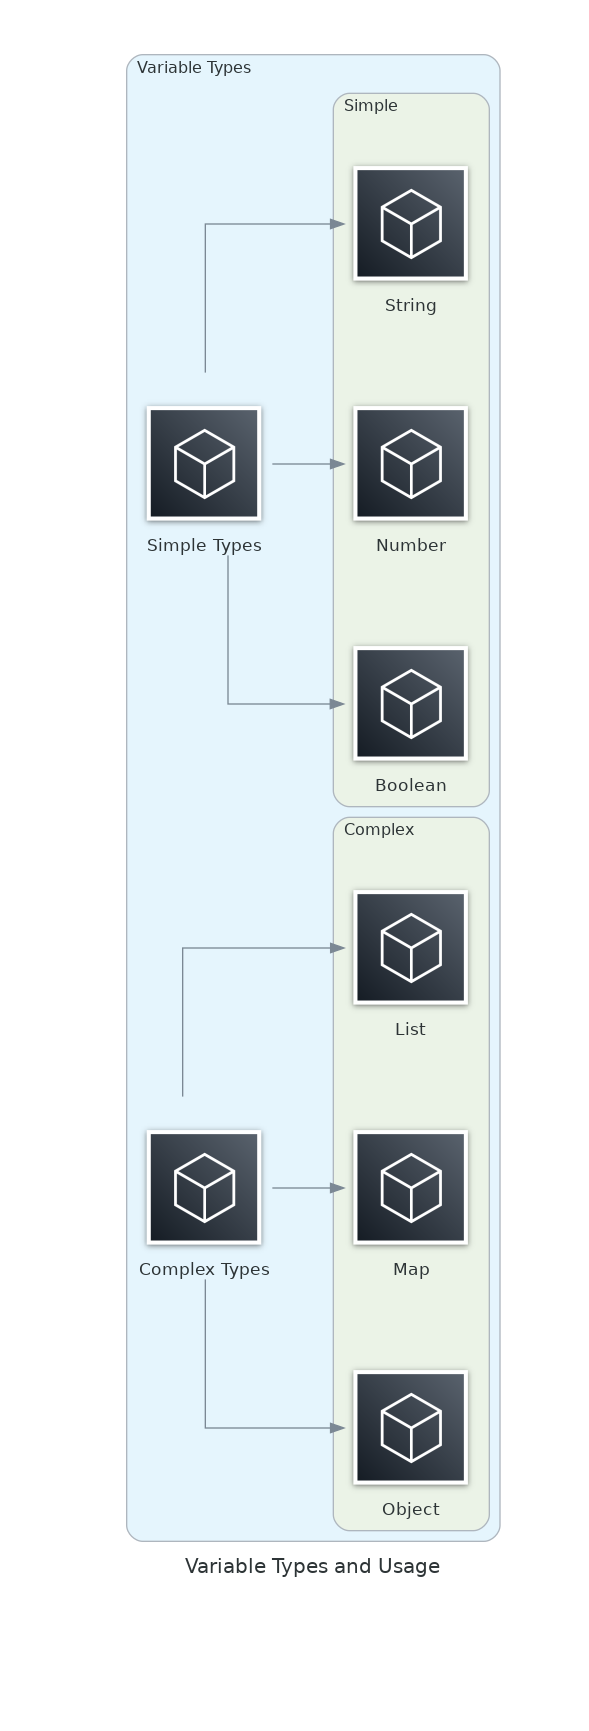 Variable Types
Simple
String
Simple Types
Number
Boolean
Complex
List
Complex Types
Map
Object
Variable Types and Usage